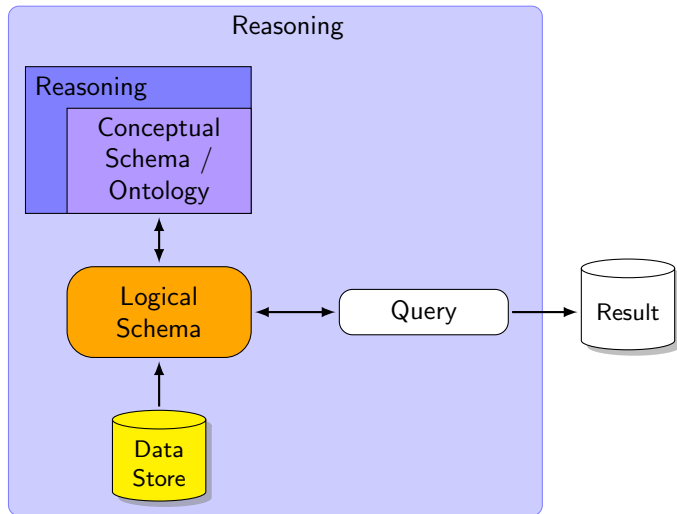 Reasoning
Reasoning
Conceptual
Schema /
Ontology
Logical
Schema
Query
Result
Data
Store